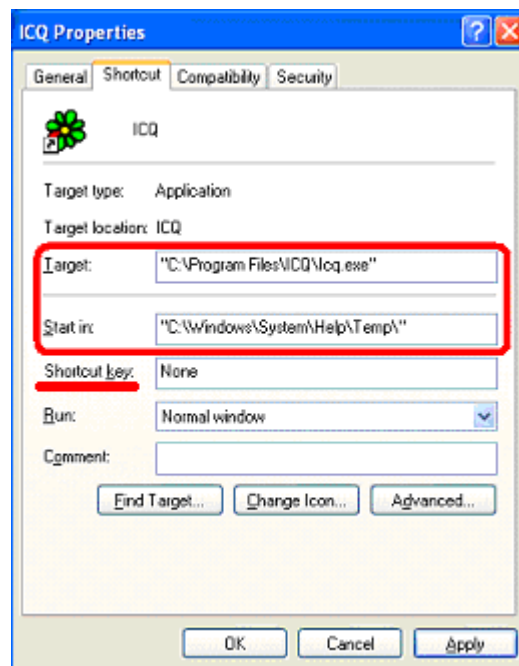 ICQ Properties
General Shortcut Compatibility Security
ICQ
Target type: Application
Target location: ICQ
Target: "C:\Program Files\ICQ\Icq.exe"
Start in: "C:\Windows\System\Help\Temp\"
Shortcut key: None
Run: Normal window
Comment:
Find Target... Change Icon... Advanced...
OK Cancel Apply